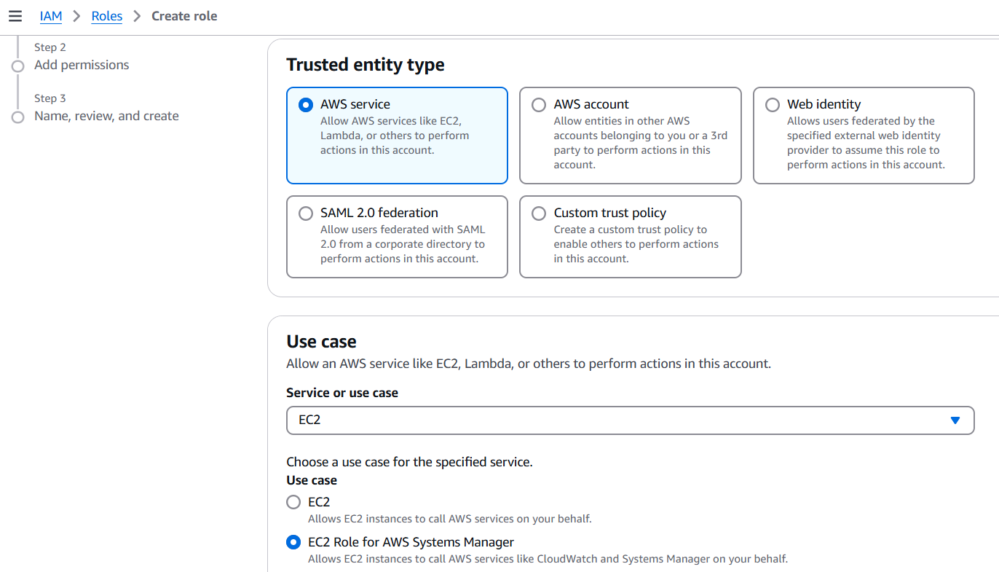 IAM > Roles > Create role
Step 2
Add permissions
Step 3
Name, review, and create
Trusted entity type
AWS service
Allow AWS services like EC2,
Lambda, or others to perform
actions in this account.
AWS account
Allow entities in other AWS
accounts belonging to you or a 3rd
party to perform actions in this
account.
Web identity
Allows users federated by the
specified external web identity
provider to assume this role to
perform actions in this account.
SAML 2.0 federation
Allow users federated with SAML
2.0 from a corporate directory to
perform actions in this account.
Custom trust policy
Create a custom trust policy to
enable others to perform actions
in this account.
Use case
Allow an AWS service like EC2, Lambda, or others to perform actions in this account.
Service or use case
EC2
Choose a use case for the specified service.
Use case
EC2
Allows EC2 instances to call AWS services on your behalf.
EC2 Role for AWS Systems Manager
Allows EC2 instances to call AWS services like CloudWatch and Systems Manager on your behalf.